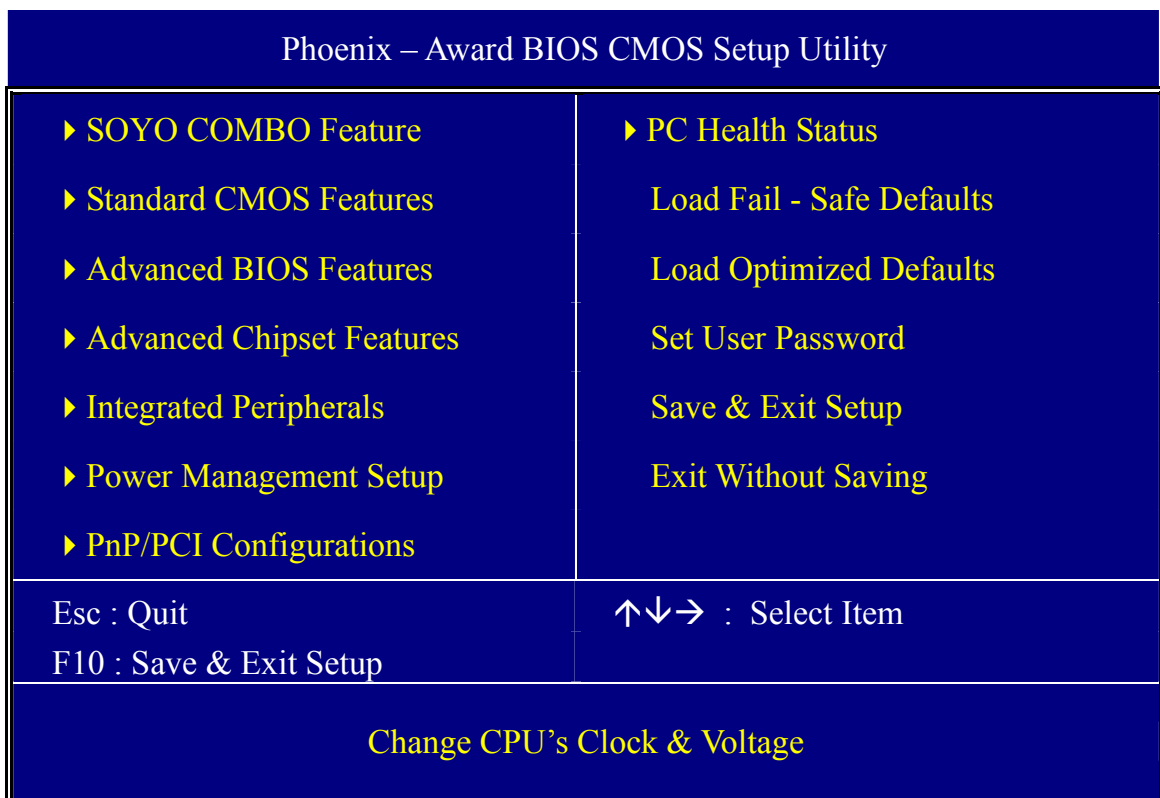 Phoenix – Award BIOS CMOS Setup Utility
SOYO COMBO Feature
Standard CMOS Features
Advanced BIOS Features
Advanced Chipset Features
Integrated Peripherals
Power Management Setup
PnP/PCI Configurations
PC Health Status
Load Fail - Safe Defaults
Load Optimized Defaults
Set User Password
Save & Exit Setup
Exit Without Saving
Esc : Quit
F10 : Save & Exit Setup
↑↓→ : Select Item
Change CPU’s Clock & Voltage